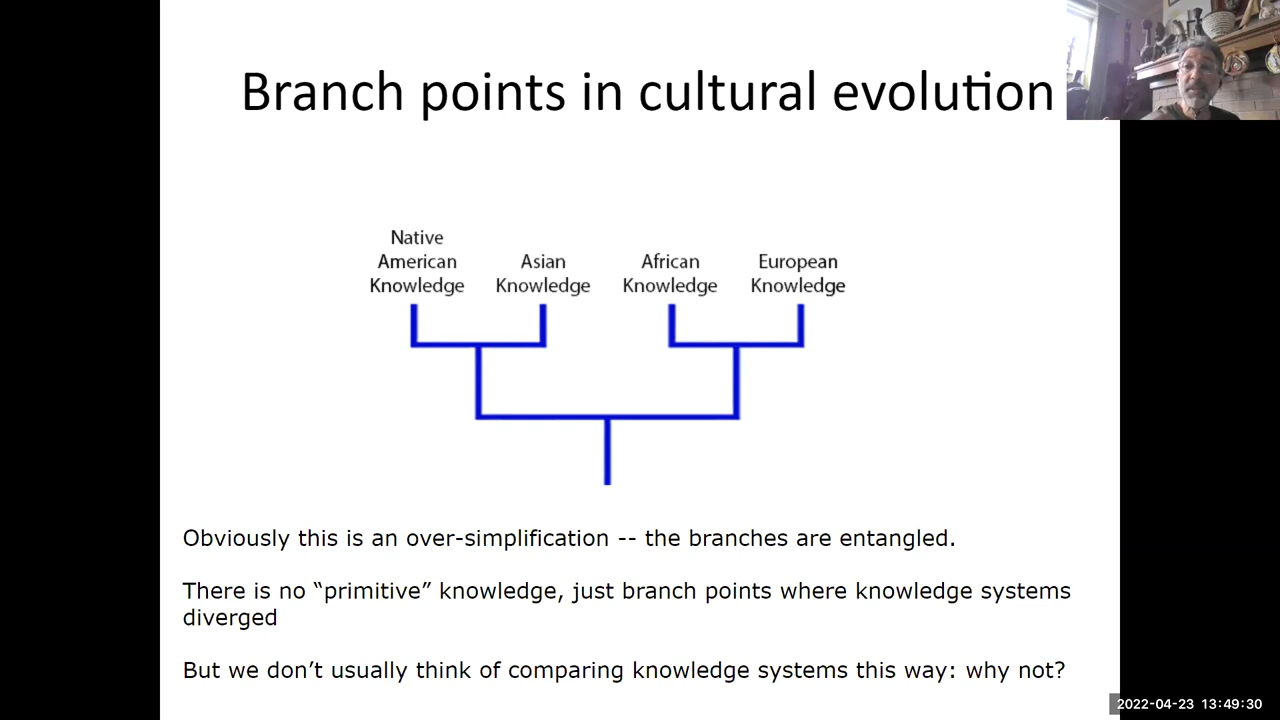 Branch points in cultural evolution
Native
American
Knowledge
Asian
Knowledge
African
Knowledge
European
Knowledge
Obviously this is an over-simplification -- the branches are entangled.
There is no “primitive” knowledge, just branch points where knowledge systems
diverged
But we don’t usually think of comparing knowledge systems this way: why not?
2022-04-23 13:49:30